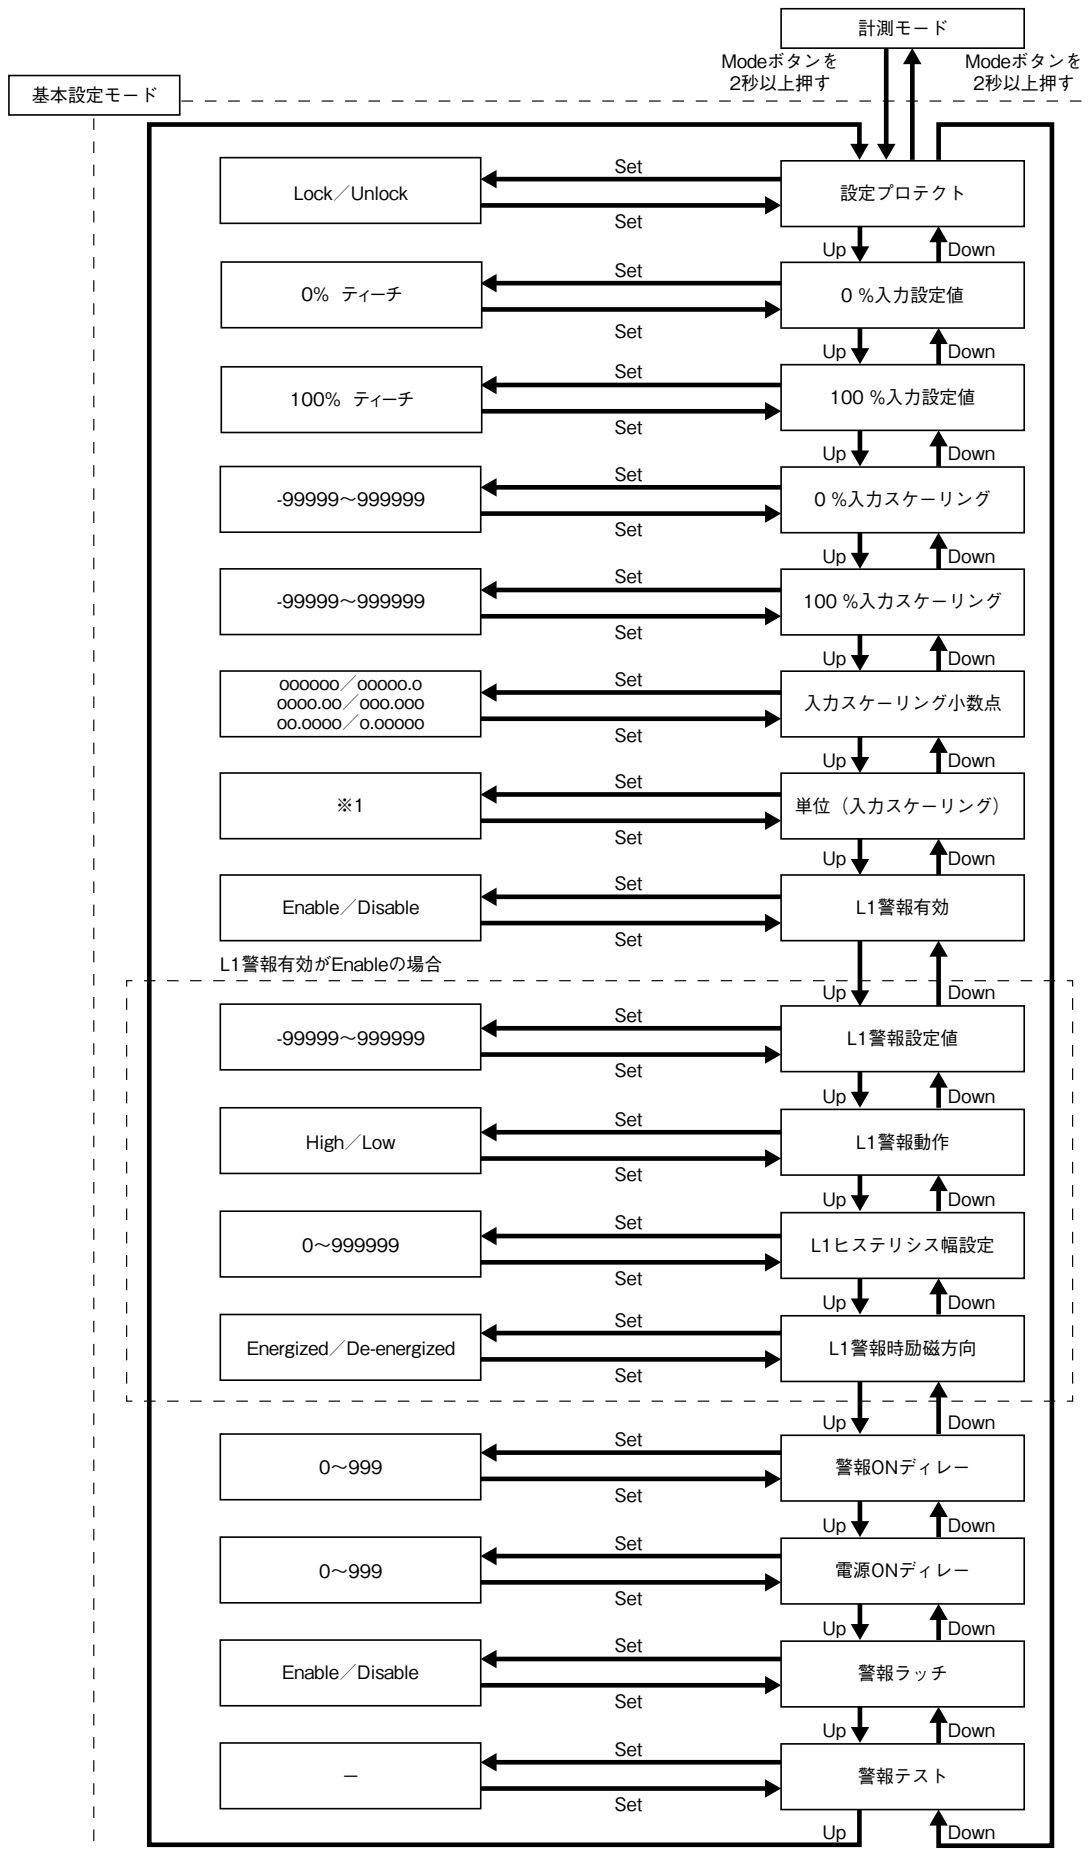 計測モード
Modeボタンを
2秒以上押す
Modeボタンを
2秒以上押す
基本設定モード
Set
Lock／Unlock
設定プロテクト
Set
Up
Down
Set
0% ティーチ
0 %入力設定値
Set
Up
Down
Set
100% ティーチ
100 %入力設定値
Set
Up
Down
Set
-99999～999999
0 %入力スケーリング
Set
Up
Down
Set
-99999～999999
100 %入力スケーリング
Set
Up
Down
Set
oooooo／ooooo.o
oooo.oo／ooo.ooo
oo.oooo／o.ooooo
入力スケーリング小数点
Set
Up
Down
Set
※1
単位（入力スケーリング）
Set
Up
Down
Set
Enable／Disable
L1警報有効
Set
L1警報有効がEnableの場合
Up
Down
Set
-99999～999999
L1警報設定値
Set
Up
Down
Set
High／Low
L1警報動作
Set
Up
Down
Set
0～999999
L1ヒステリシス幅設定
Set
Up
Down
Set
Energized／De-energized
L1警報時励磁方向
Set
Up
Down
Set
0～999
警報ONディレー
Set
Up
Down
Set
0～999
電源ONディレー
Set
Up
Down
Set
Enable／Disable
警報ラッチ
Set
Up
Down
Set
－
警報テスト
Set
Up
Down